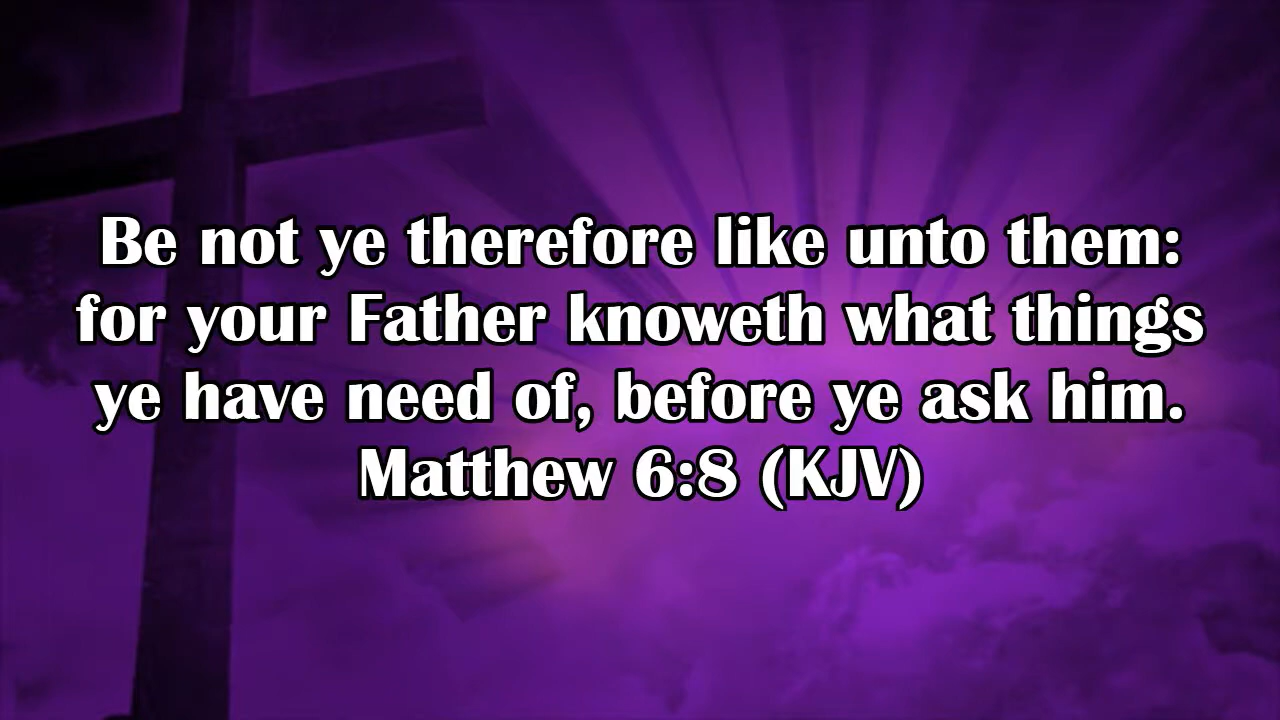 Be not ye therefore like unto them:
for your Father knoweth what things
ye have need of, before ye ask him.
Matthew 6:8 (KJV)